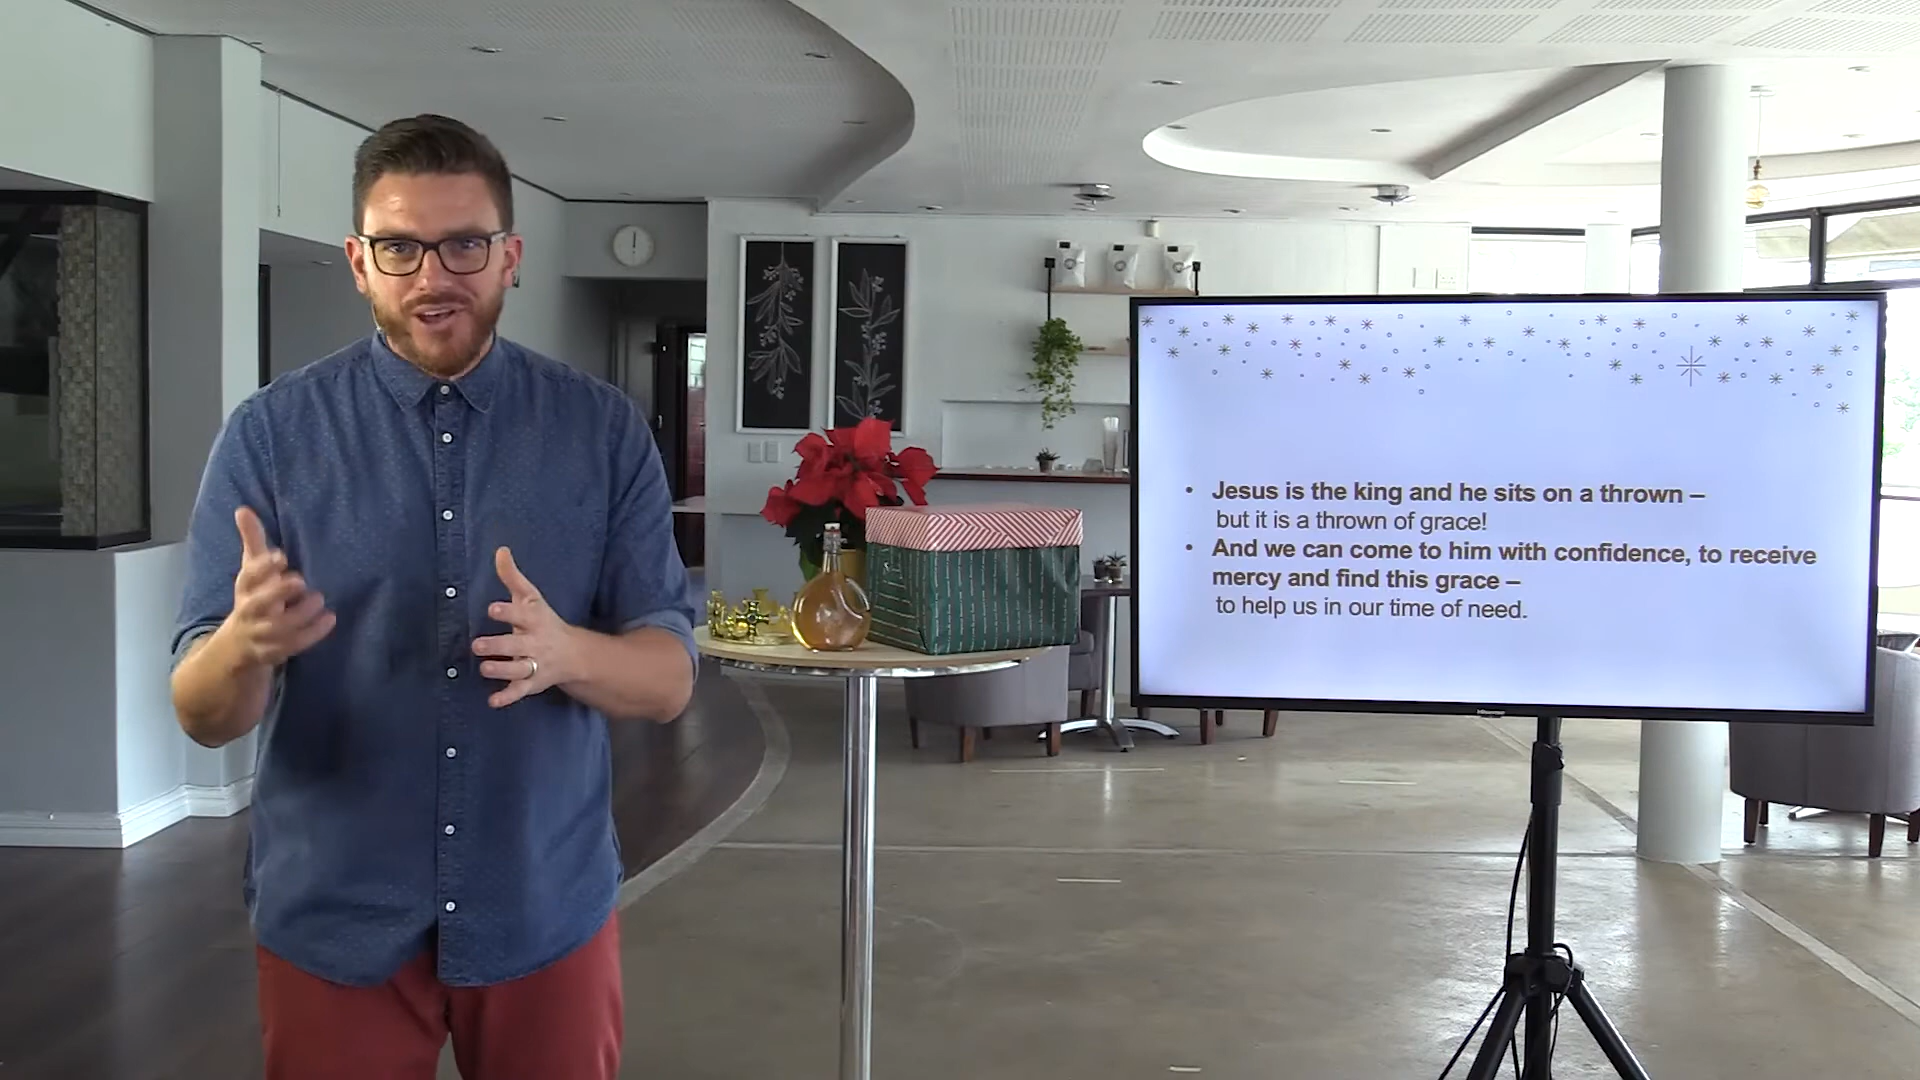 • Jesus is the king and he sits on a thrown –
but it is a thrown of grace!
• And we can come to him with confidence, to receive
mercy and find this grace –
to help us in our time of need.
Hisense